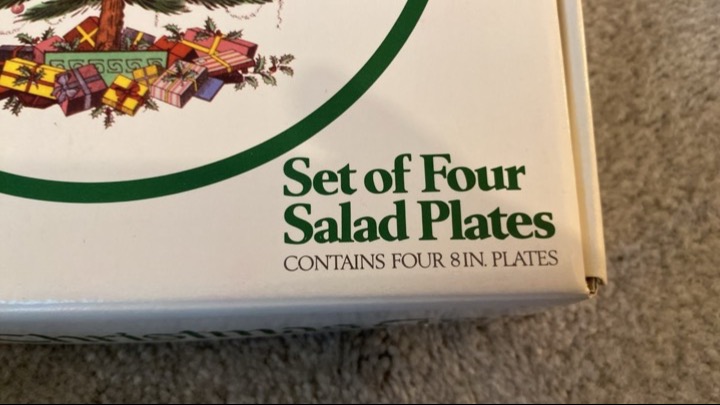 Set of Four
Salad Plates
CONTAINS FOUR 8 IN. PLATES